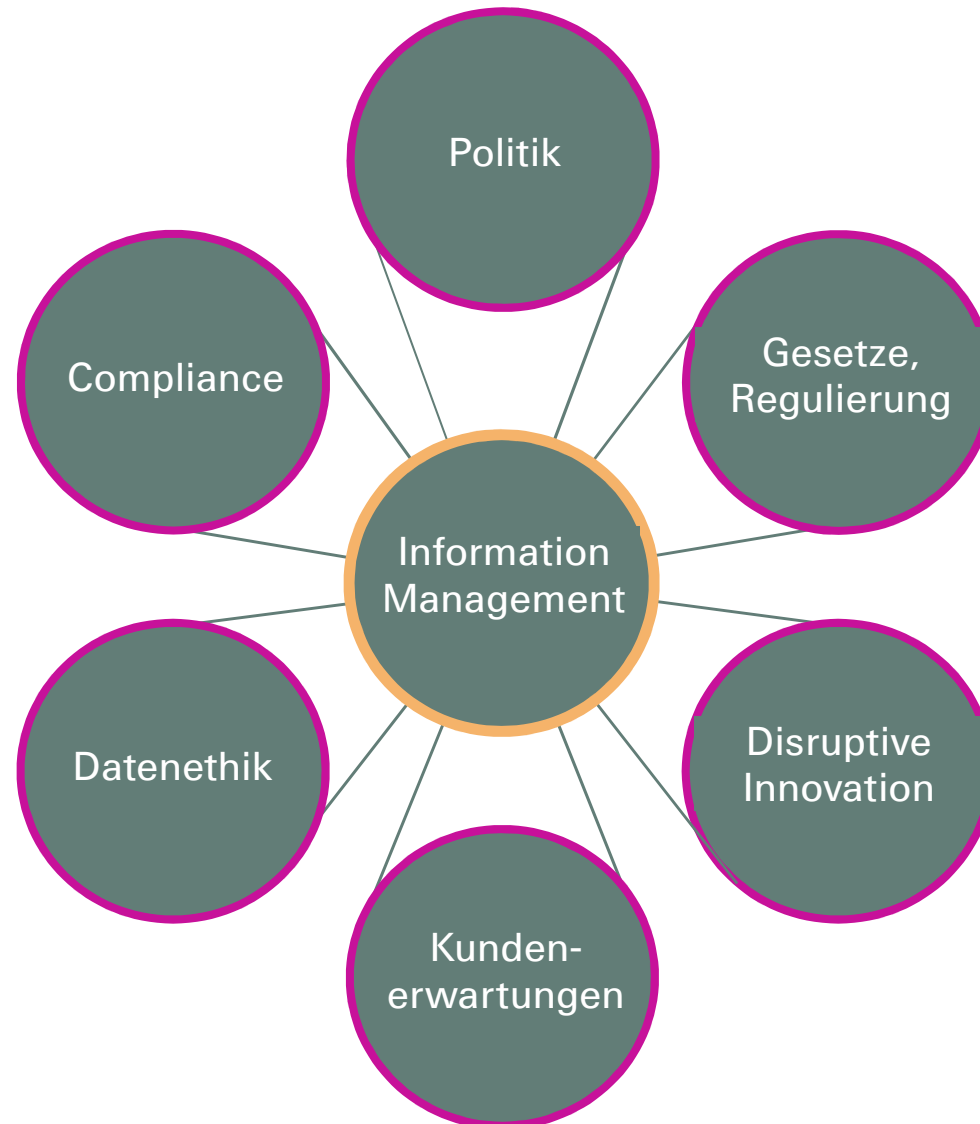 Politik
Compliance
Gesetze,
Regulierung
Information
Management
Datenethik
Disruptive
Innovation
Kunden-
erwartungen